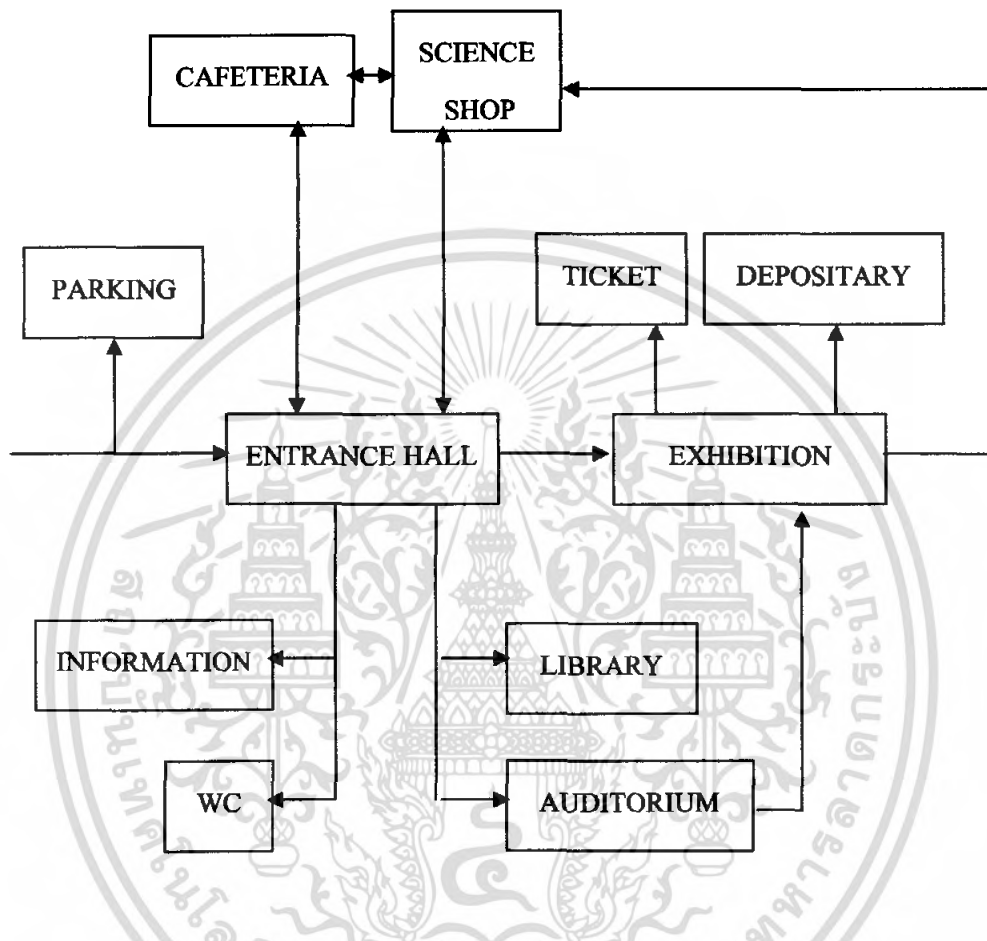 CAFETERIA
SCIENCE
SHOP
PARKING
TICKET
DEPOSITARY
ENTRANCE HALL
EXHIBITION
INFORMATION
LIBRARY
WC
AUDITORIUM